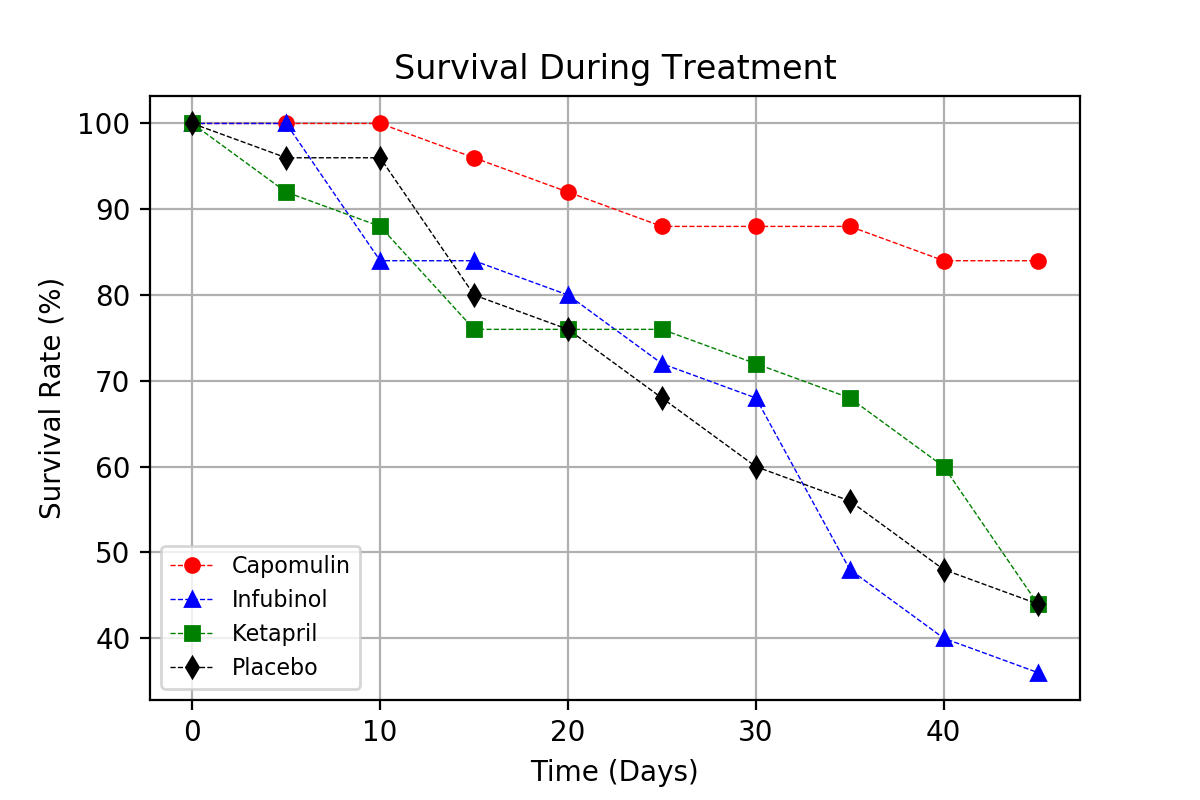 Survival During Treatment
Survival Rate (%)
100
90
80
70
60
50
40
Capomulin
Infubinol
Ketapril
Placebo
0 10 20 30 40
Time (Days)